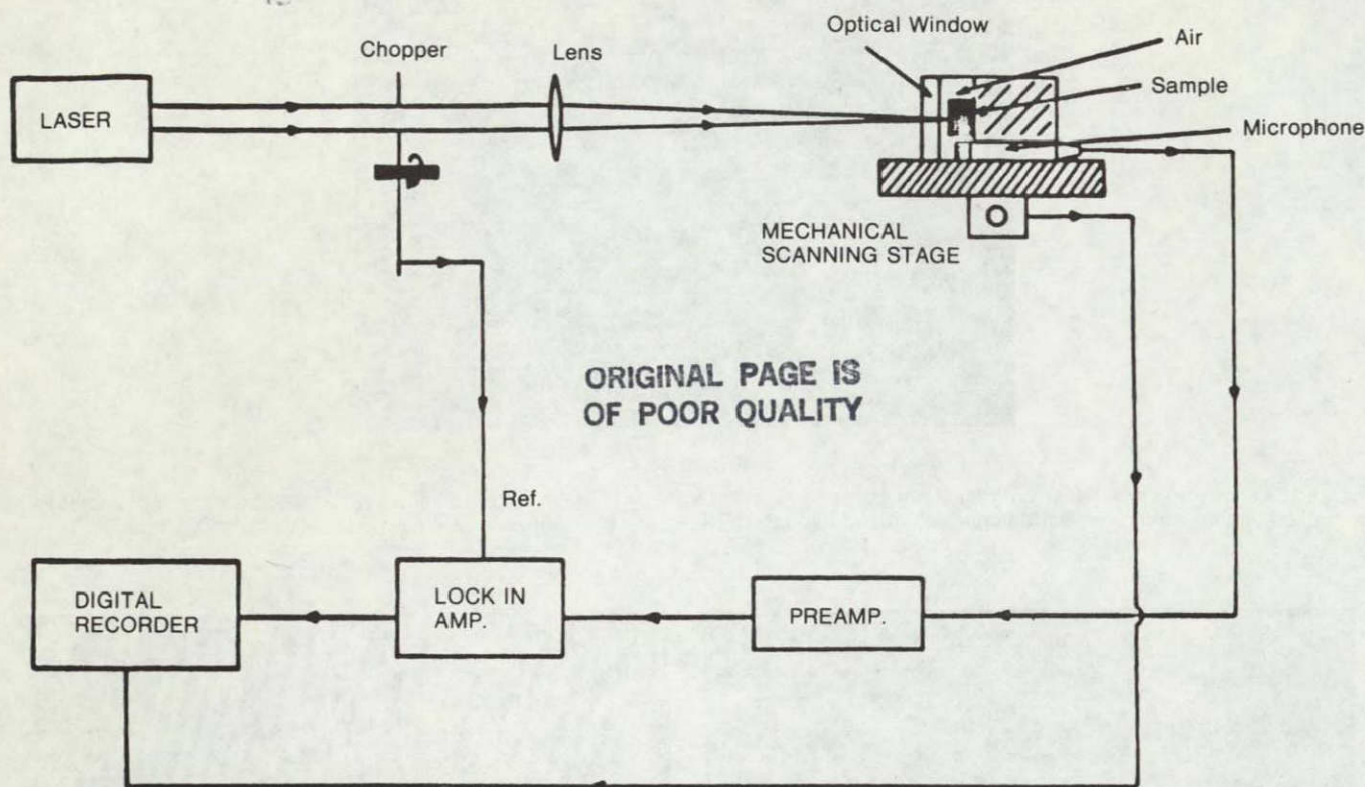 Optical Window
Air
Chopper
Lens
Sample
LASER
Microphone
MECHANICAL
SCANNING STAGE
ORIGINAL PAGE IS
OF POOR QUALITY
Ref.
DIGITAL
RECORDER
LOCK IN
AMP.
PREAMP.